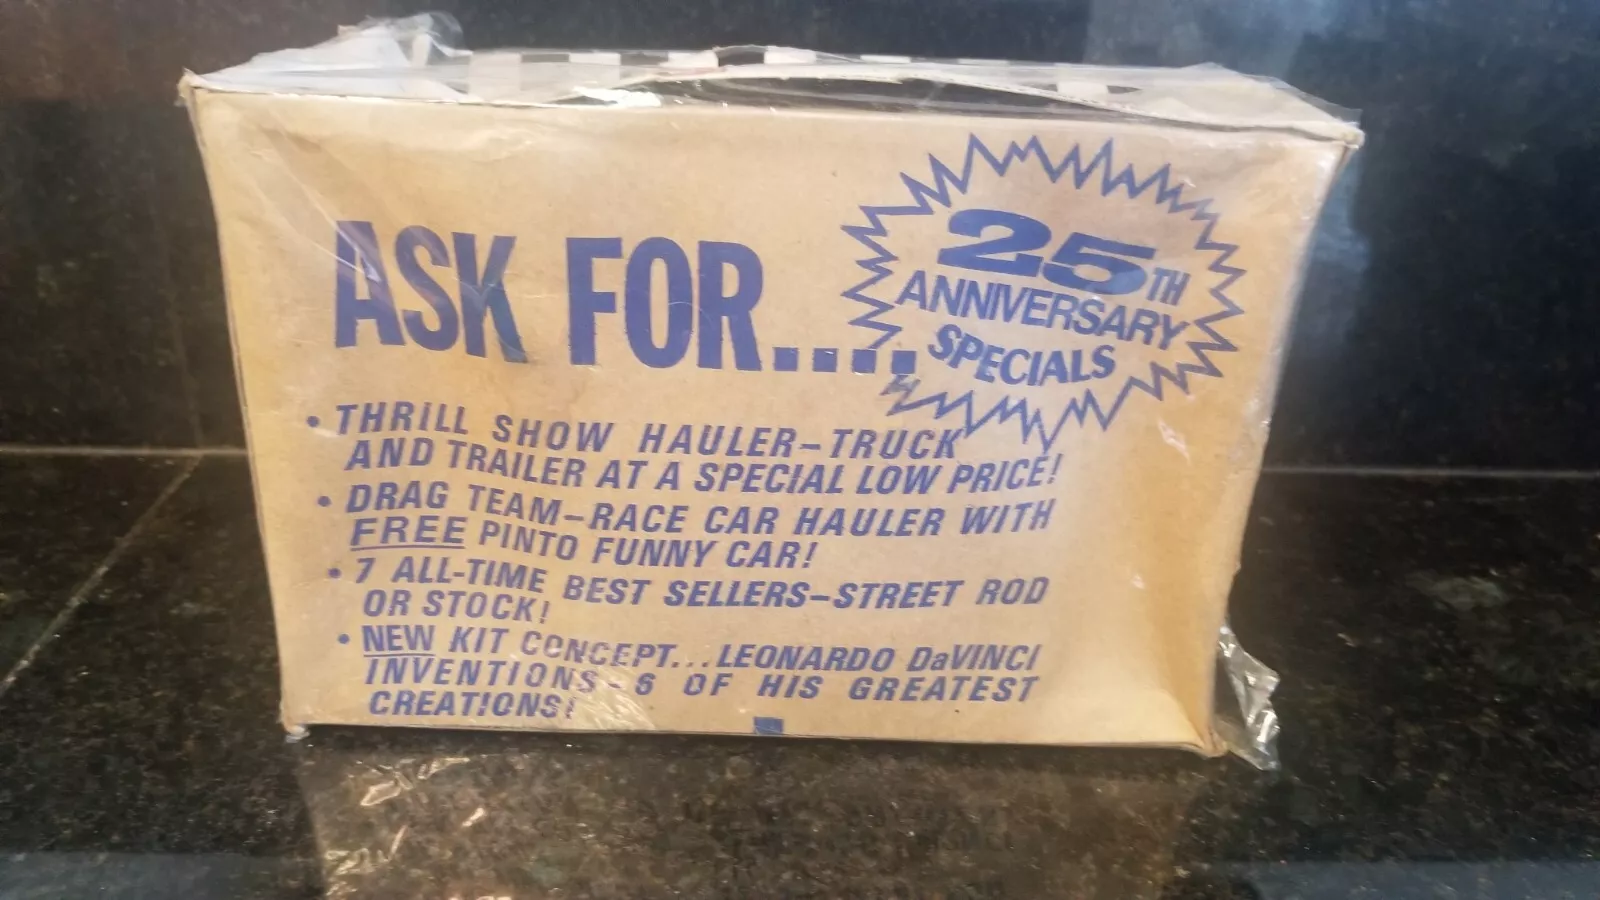 ASK FOR....
25TH
ANNIVERSARY
SPECIALS
• THRiLL SHOW HAULER–TRUCK
AND TRAILER AT A SPECIAL LOW PRICE!
• DRAG TEAM–RACE CAR HAULER WITH
FREE PINTO FUNNY CAR!
• 7 ALL-TIME BEST SELLERS–STREET ROD
OR STOCK!
• NEW KIT CONCEPT...LEONARDO DaVINCI
INVENTIONS–6 OF HIS GREATEST
CREATIONS!